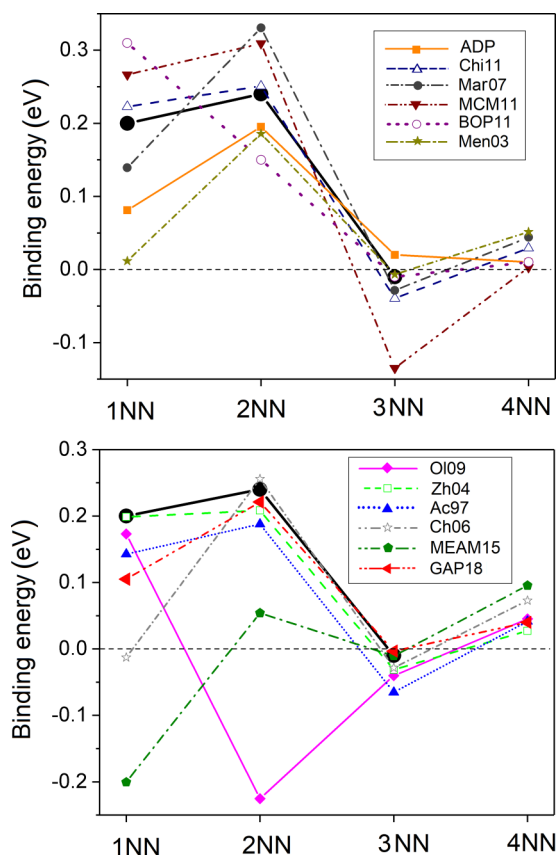 0.3
0.2
0.1
0.0
-0.1
Binding energy (eV)
ADP
Chi11
Mar07
MCM11
BOP11
Men03
1NN 2NN 3NN 4NN
0.3
0.2
0.1
0.0
-0.1
-0.2
Binding energy (eV)
Ol09
Zh04
Ac97
Ch06
MEAM15
GAP18
1NN 2NN 3NN 4NN